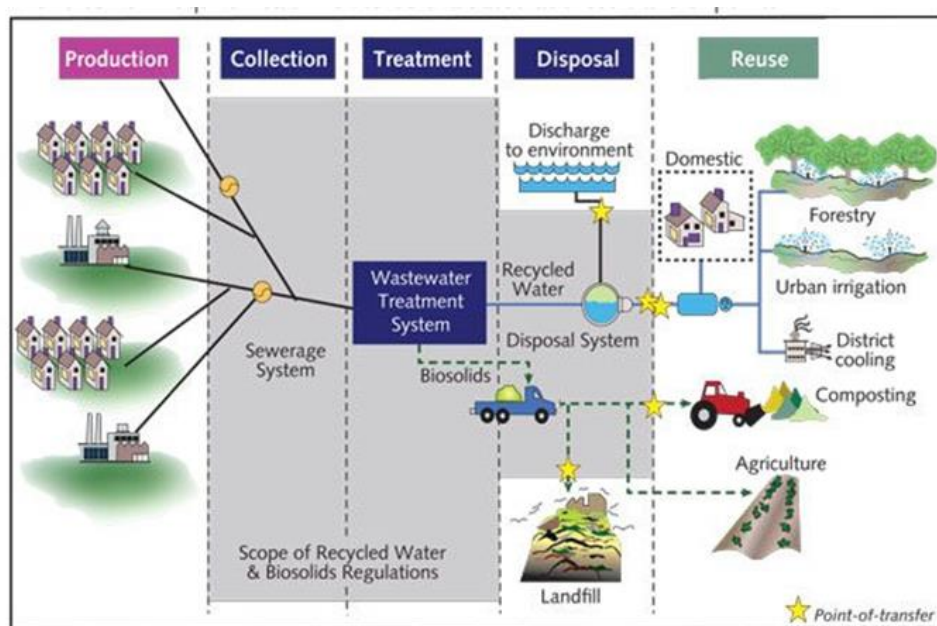 Production
Collection
Treatment
Disposal
Reuse
Discharge
to environment
Domestic
Forestry
Wastewater
Treatment
System
Recycled
Water
Urban irrigation
Sewerage
System
Disposal System
District
cooling
Biosolids
Composting
Agriculture
Scope of Recycled Water
& Biosolids Regulations
Landfill
Point-of-transfer